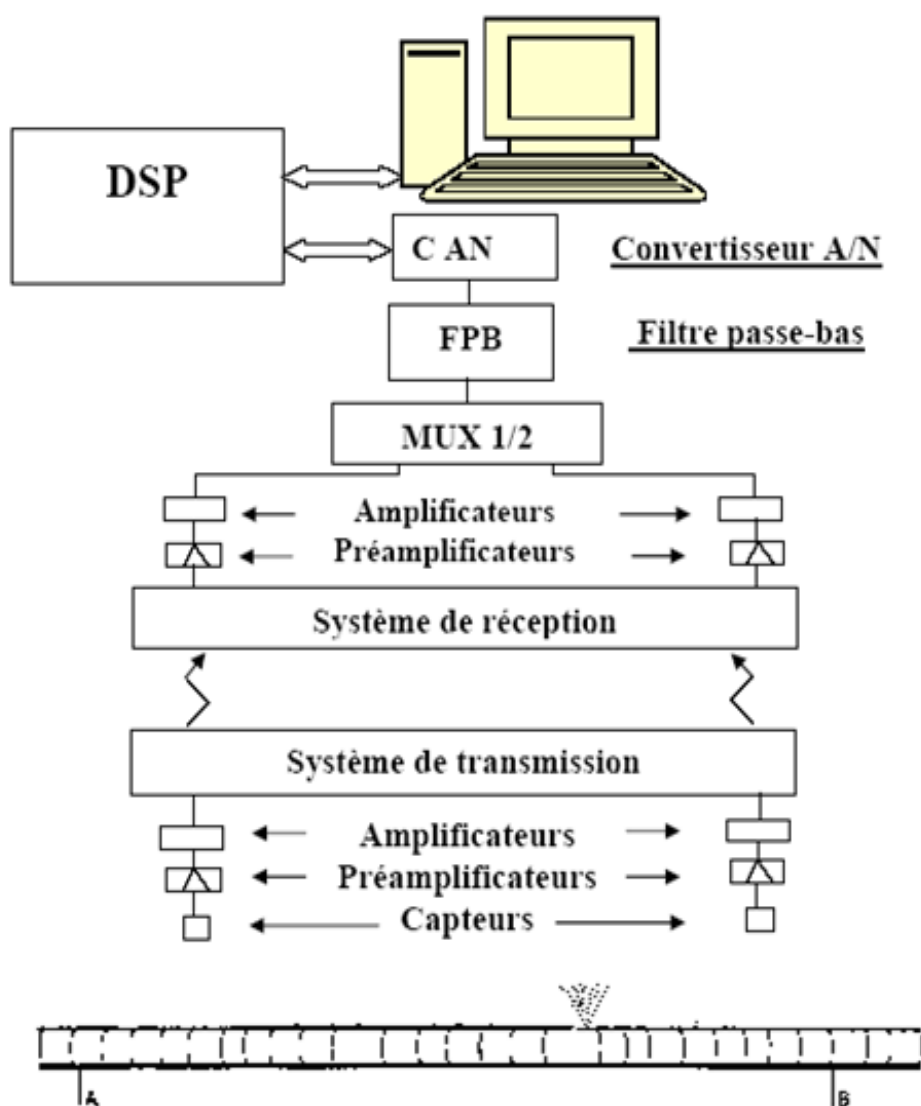 DSP
C AN
Convertisseur A/N
FPB
Filtre passe-bas
MUX 1/2
Amplificateurs
Préamplificateurs
Système de réception
Système de transmission
Amplificateurs
Préamplificateurs
Capteurs
A
B